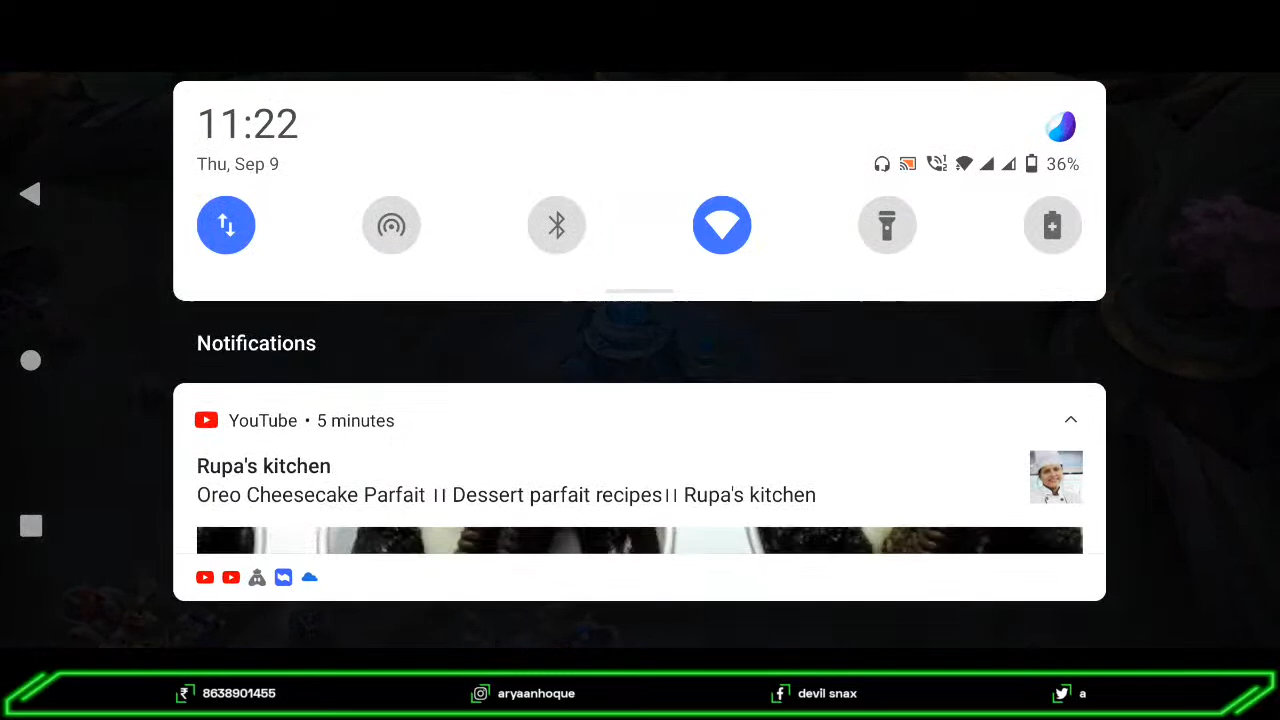 11:22
Thu, Sep 9
36%
Notifications
YouTube • 5 minutes
Rupa's kitchen
Oreo Cheesecake Parfait ।। Dessert parfait recipes।। Rupa's kitchen
₹ 8638901455
aryaanhoque
devil snax
a